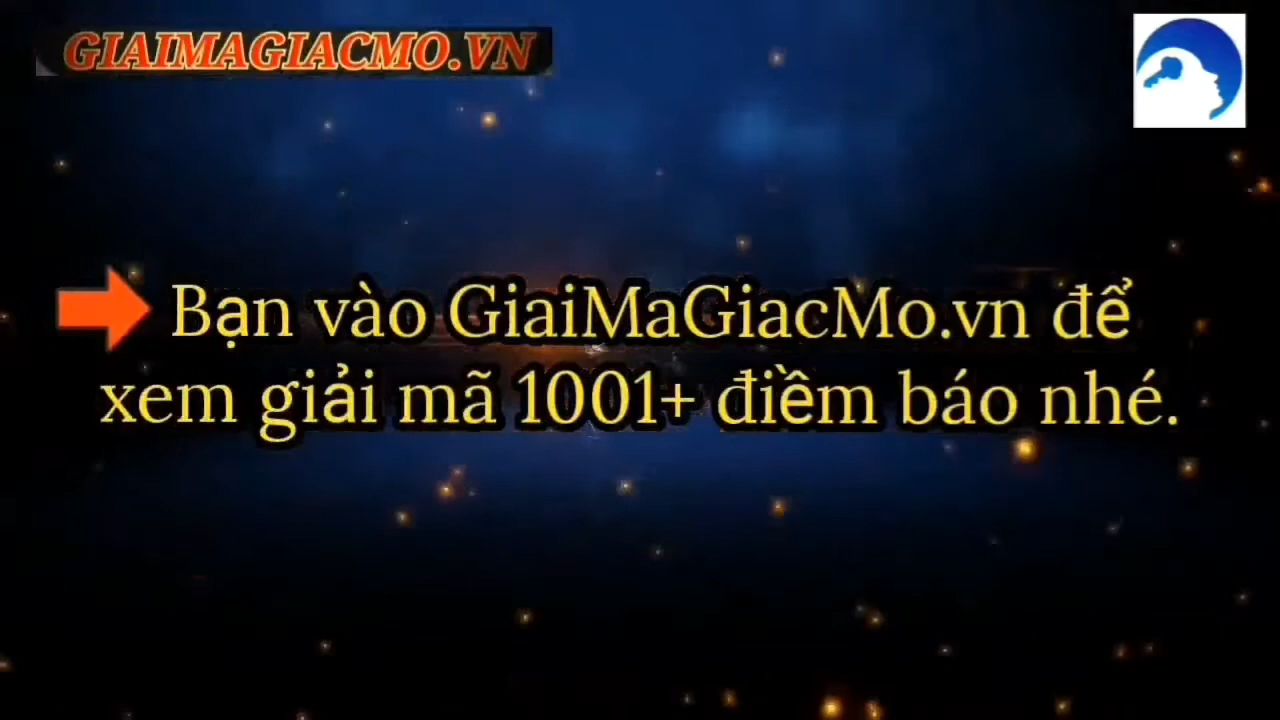 GIAIMAGIACMO.VN
Bạn vào GiaiMaGiacMo.vn để
xem giải mã 1001+ điềm báo nhé.